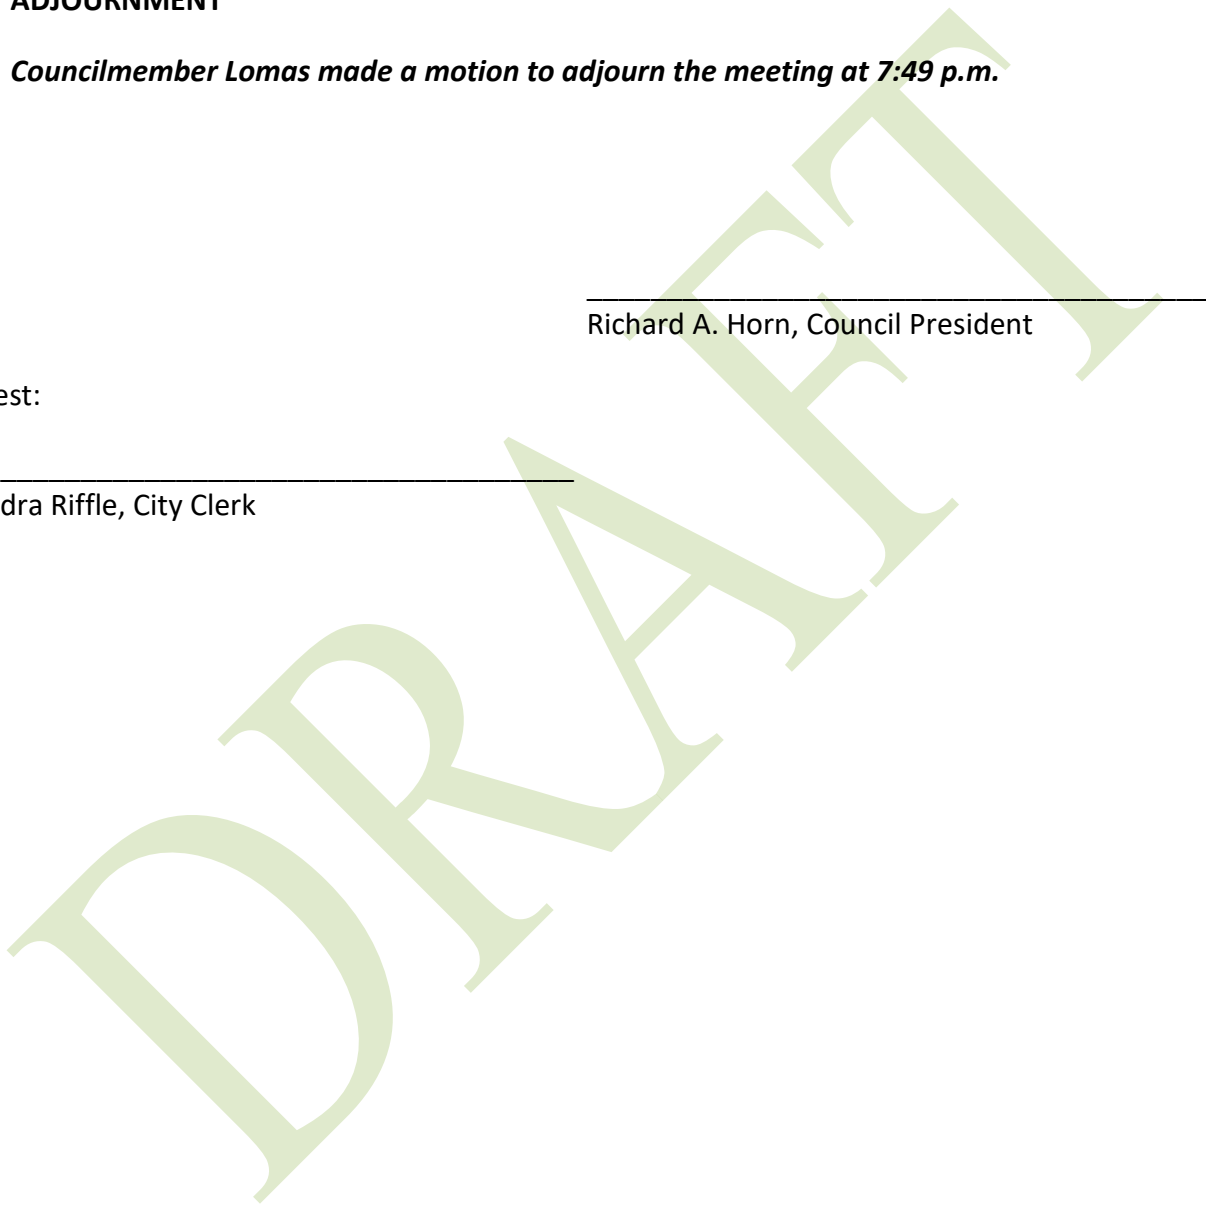 ADJOURNMENT
Councilmember Lomas made a motion to adjourn the meeting at 7:49 p.m.
Richard A. Horn, Council President
est:
dra Riffle, City Clerk
DRAFT